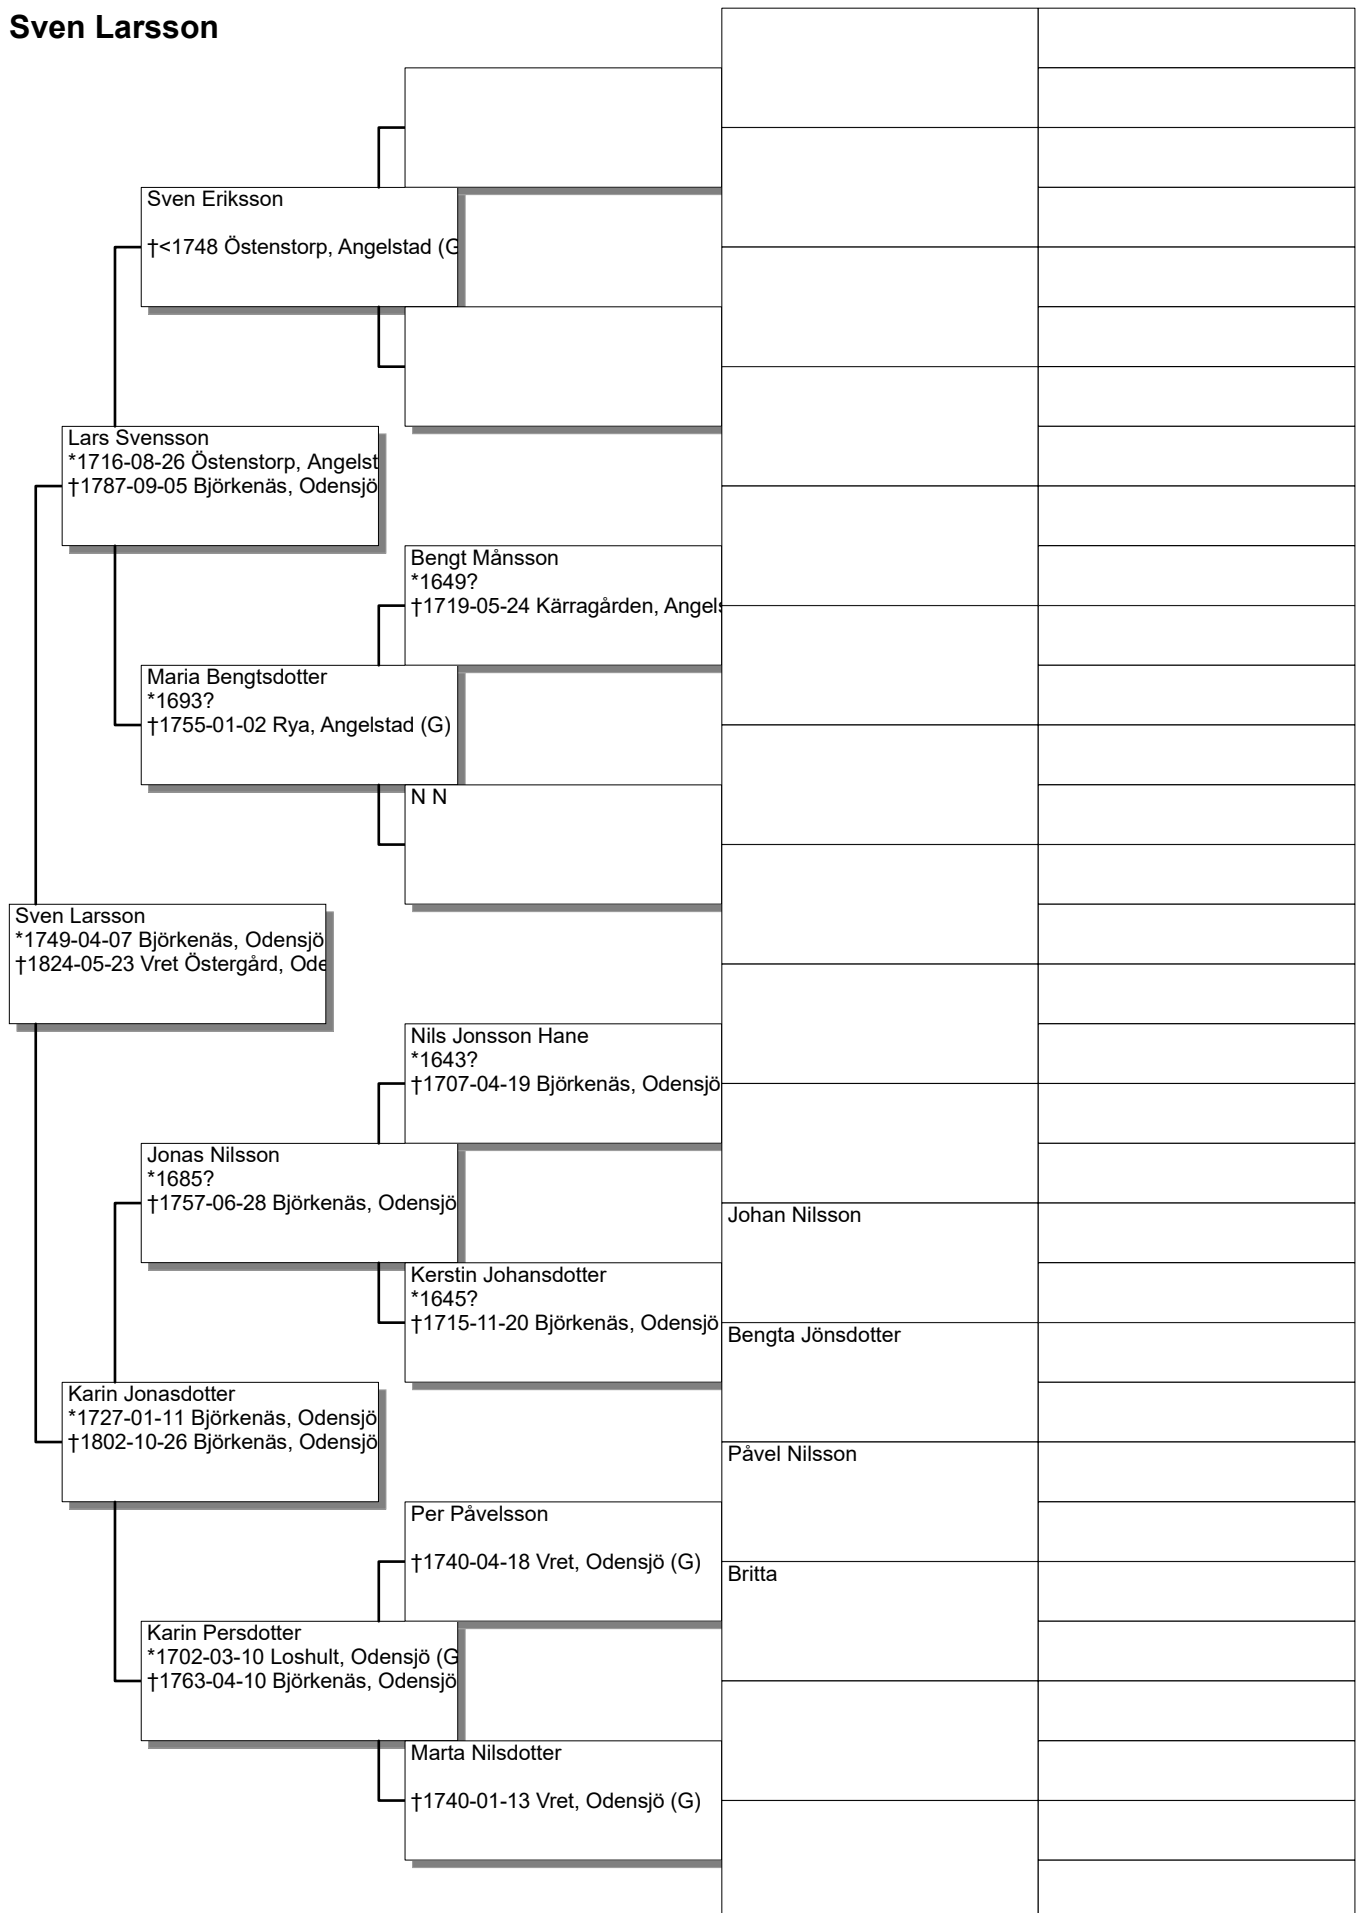 Sven Larsson
Sven Eriksson
†<1748 Östenstorp, Angelstad (G
Lars Svensson
*1716-08-26 Östenstorp, Angelst
†1787-09-05 Björkenäs, Odensjö
Bengt Månsson
*1649?
†1719-05-24 Kärragården, Angels
Maria Bengtsdotter
*1693?
†1755-01-02 Rya, Angelstad (G)
N N
Sven Larsson
*1749-04-07 Björkenäs, Odensjö
†1824-05-23 Vret Östergård, Ode
Nils Jonsson Hane
*1643?
†1707-04-19 Björkenäs, Odensjö
Jonas Nilsson
*1685?
†1757-06-28 Björkenäs, Odensjö
Johan Nilsson
Kerstin Johansdotter
*1645?
†1715-11-20 Björkenäs, Odensjö
Bengta Jönsdotter
Karin Jonasdotter
*1727-01-11 Björkenäs, Odensjö
†1802-10-26 Björkenäs, Odensjö
Påvel Nilsson
Per Påvelsson
†1740-04-18 Vret, Odensjö (G)
Britta
Karin Persdotter
*1702-03-10 Loshult, Odensjö (G
†1763-04-10 Björkenäs, Odensjö
Marta Nilsdotter
†1740-01-13 Vret, Odensjö (G)